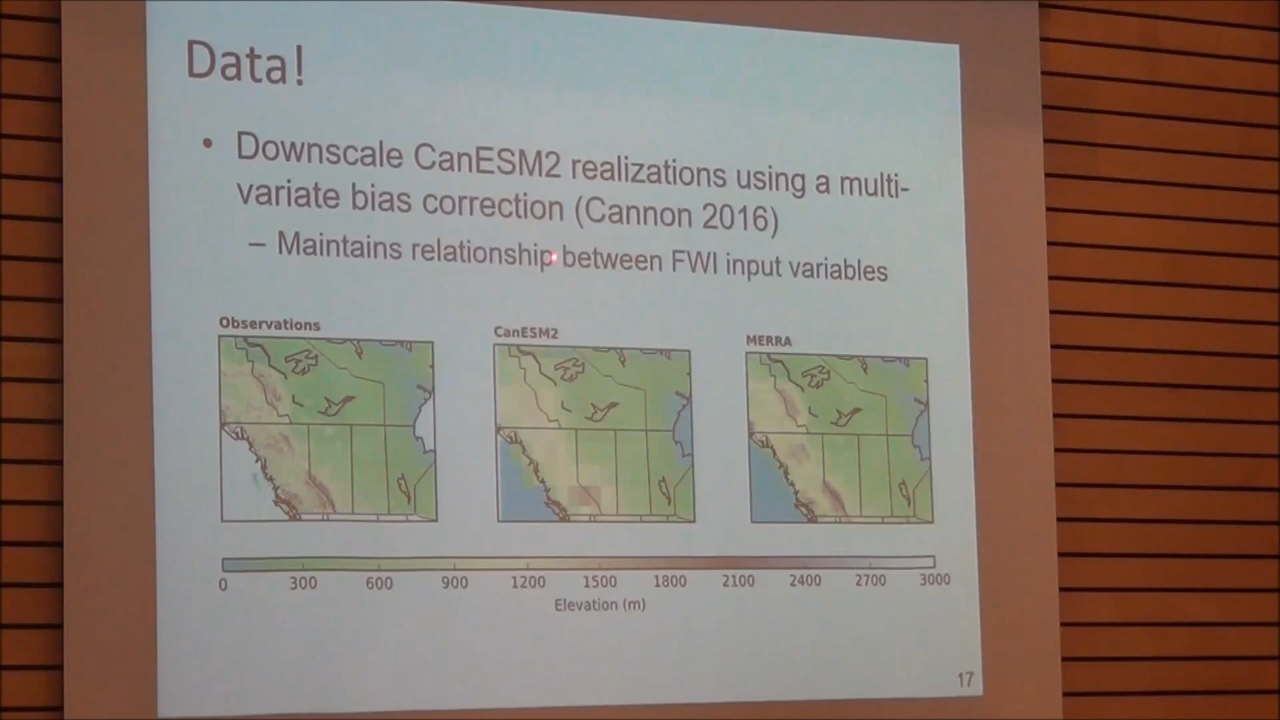 Data!
• Downscale CanESM2 realizations using a multi-
variate bias correction (Cannon 2016)
– Maintains relationship between FWI input variables
Observations
CanESM2
MERRA
0 300 600 900 1200 1500 1800 2100 2400 2700 3000
Elevation (m)
17